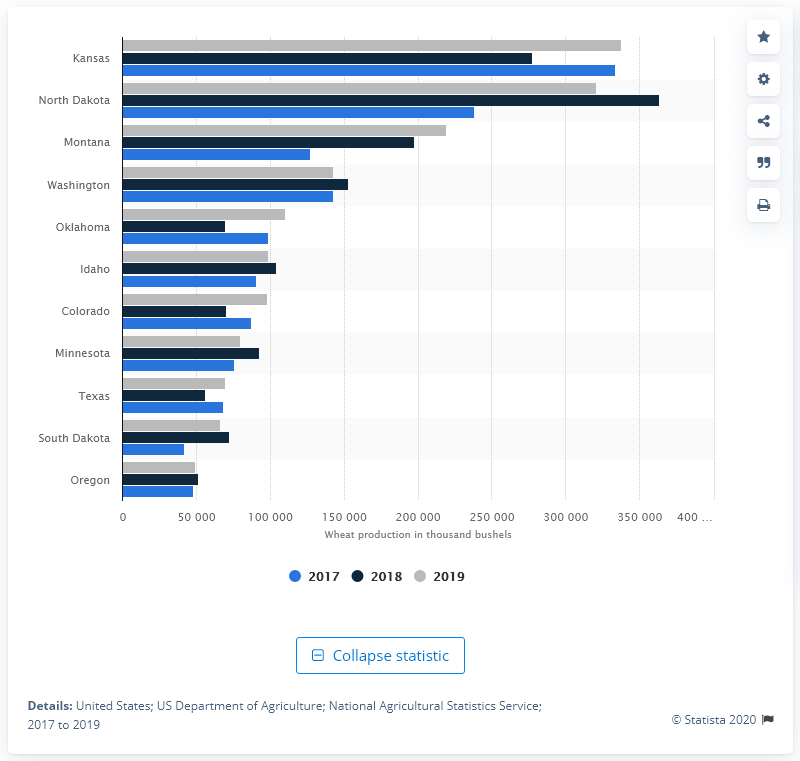 Kansas
North Dakota
Montana
Washington
Oklahoma
Idaho
Colorado
Minnesota
Texas
South Dakota
Oregon
0 50 000 100 000 150 000 200 000 250 000 300 000 350 000 400 ...
Wheat production in thousand bushels
2017 2018 2019
Collapse statistic
Details: United States; US Department of Agriculture; National Agricultural Statistics Service;
2017 to 2019
© Statista 2020